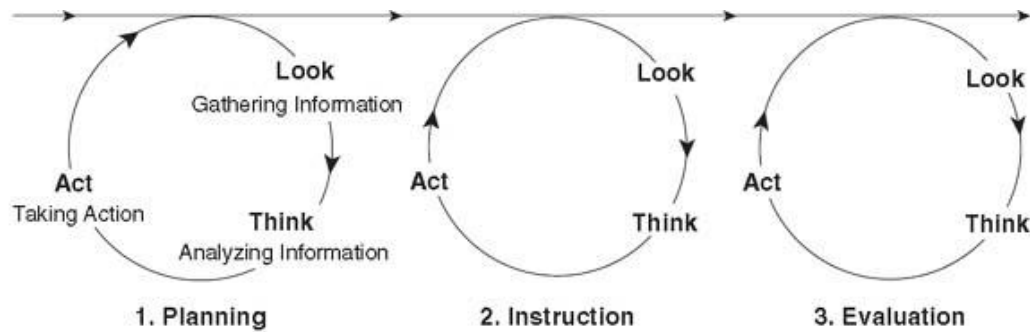 Look
Gathering Information
Think
Analyzing Information
Act
Taking Action
1. Planning
Look
Think
Act
2. Instruction
Look
Think
Act
3. Evaluation